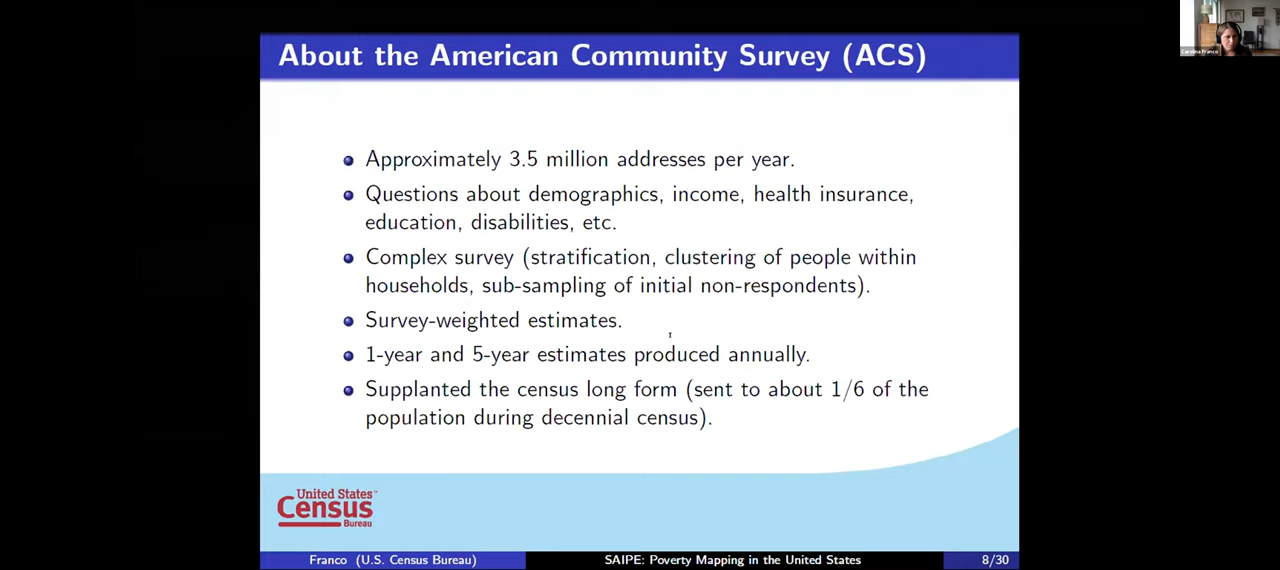 About the American Community Survey (ACS)
Carolina Franco
Approximately 3.5 million addresses per year.
Questions about demographics, income, health insurance,
education, disabilities, etc.
Complex survey (stratification, clustering of people within
households, sub-sampling of initial non-respondents).
Survey-weighted estimates.
1-year and 5-year estimates produced annually.
Supplanted the census long form (sent to about 1/6 of the
population during decennial census).
United States™
Census
Bureau
Franco (U.S. Census Bureau)
SAIPE: Poverty Mapping in the United States
8/30